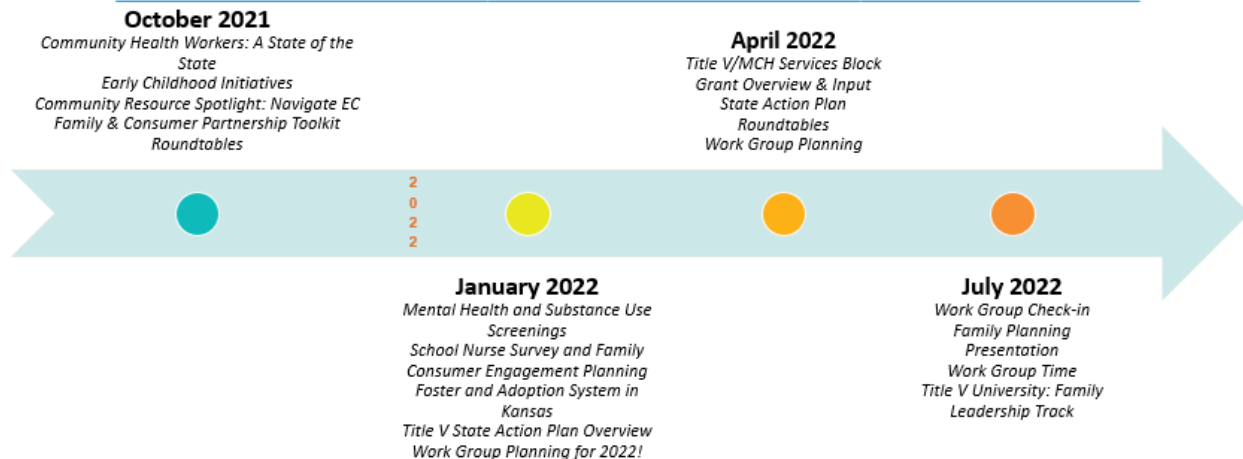 October 2021
Community Health Workers: A State of the
State
Early Childhood Initiatives
Community Resource Spotlight: Navigate EC
Family & Consumer Partnership Toolkit
Roundtables
April 2022
Title V/MCH Services Block
Grant Overview & Input
State Action Plan
Roundtables
Work Group Planning
2
0
2
2
January 2022
Mental Health and Substance Use
Screenings
School Nurse Survey and Family
Consumer Engagement Planning
Foster and Adoption System in
Kansas
Title V State Action Plan Overview
Work Group Planning for 2022!
July 2022
Work Group Check-in
Family Planning
Presentation
Work Group Time
Title V University: Family
Leadership Track